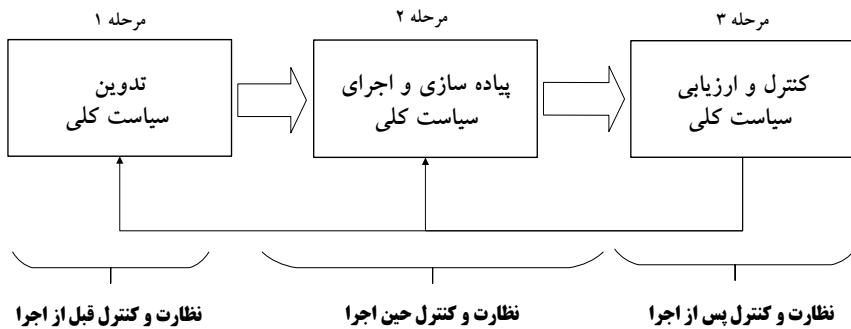 مرحله ۱
مرحله ۲
مرحله ۳
تدوین
سیاست کلی
پیاده سازی و اجرای
سیاست کلی
کنترل و ارزیابی
سیاست کلی
نظارت و کنترل قبل از اجرا
نظارت و کنترل حین اجرا
نظارت و کنترل پس از اجرا